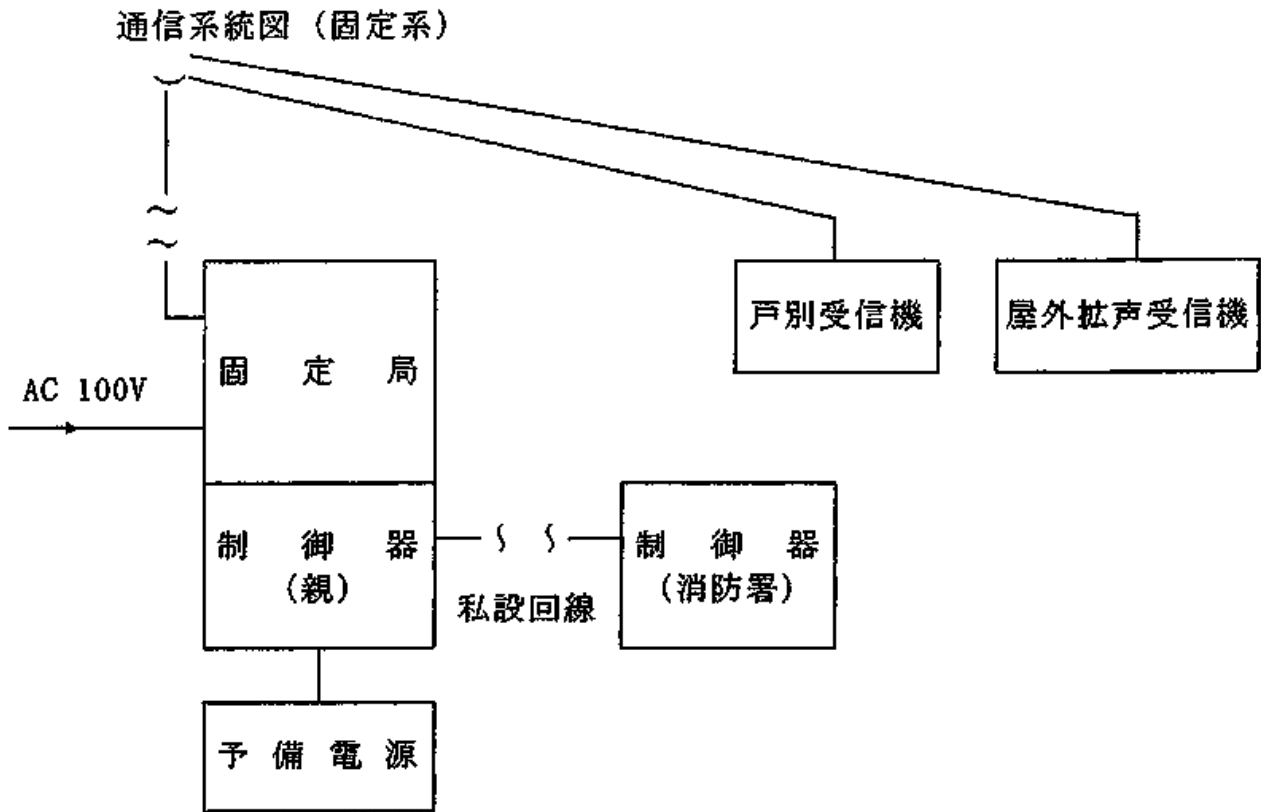 通信系統図（固定系）
戸別受信機
屋外拡声受信機
固定局
AC 100V
制御器
（親）
私設回線
制御器
（消防署）
予備電源